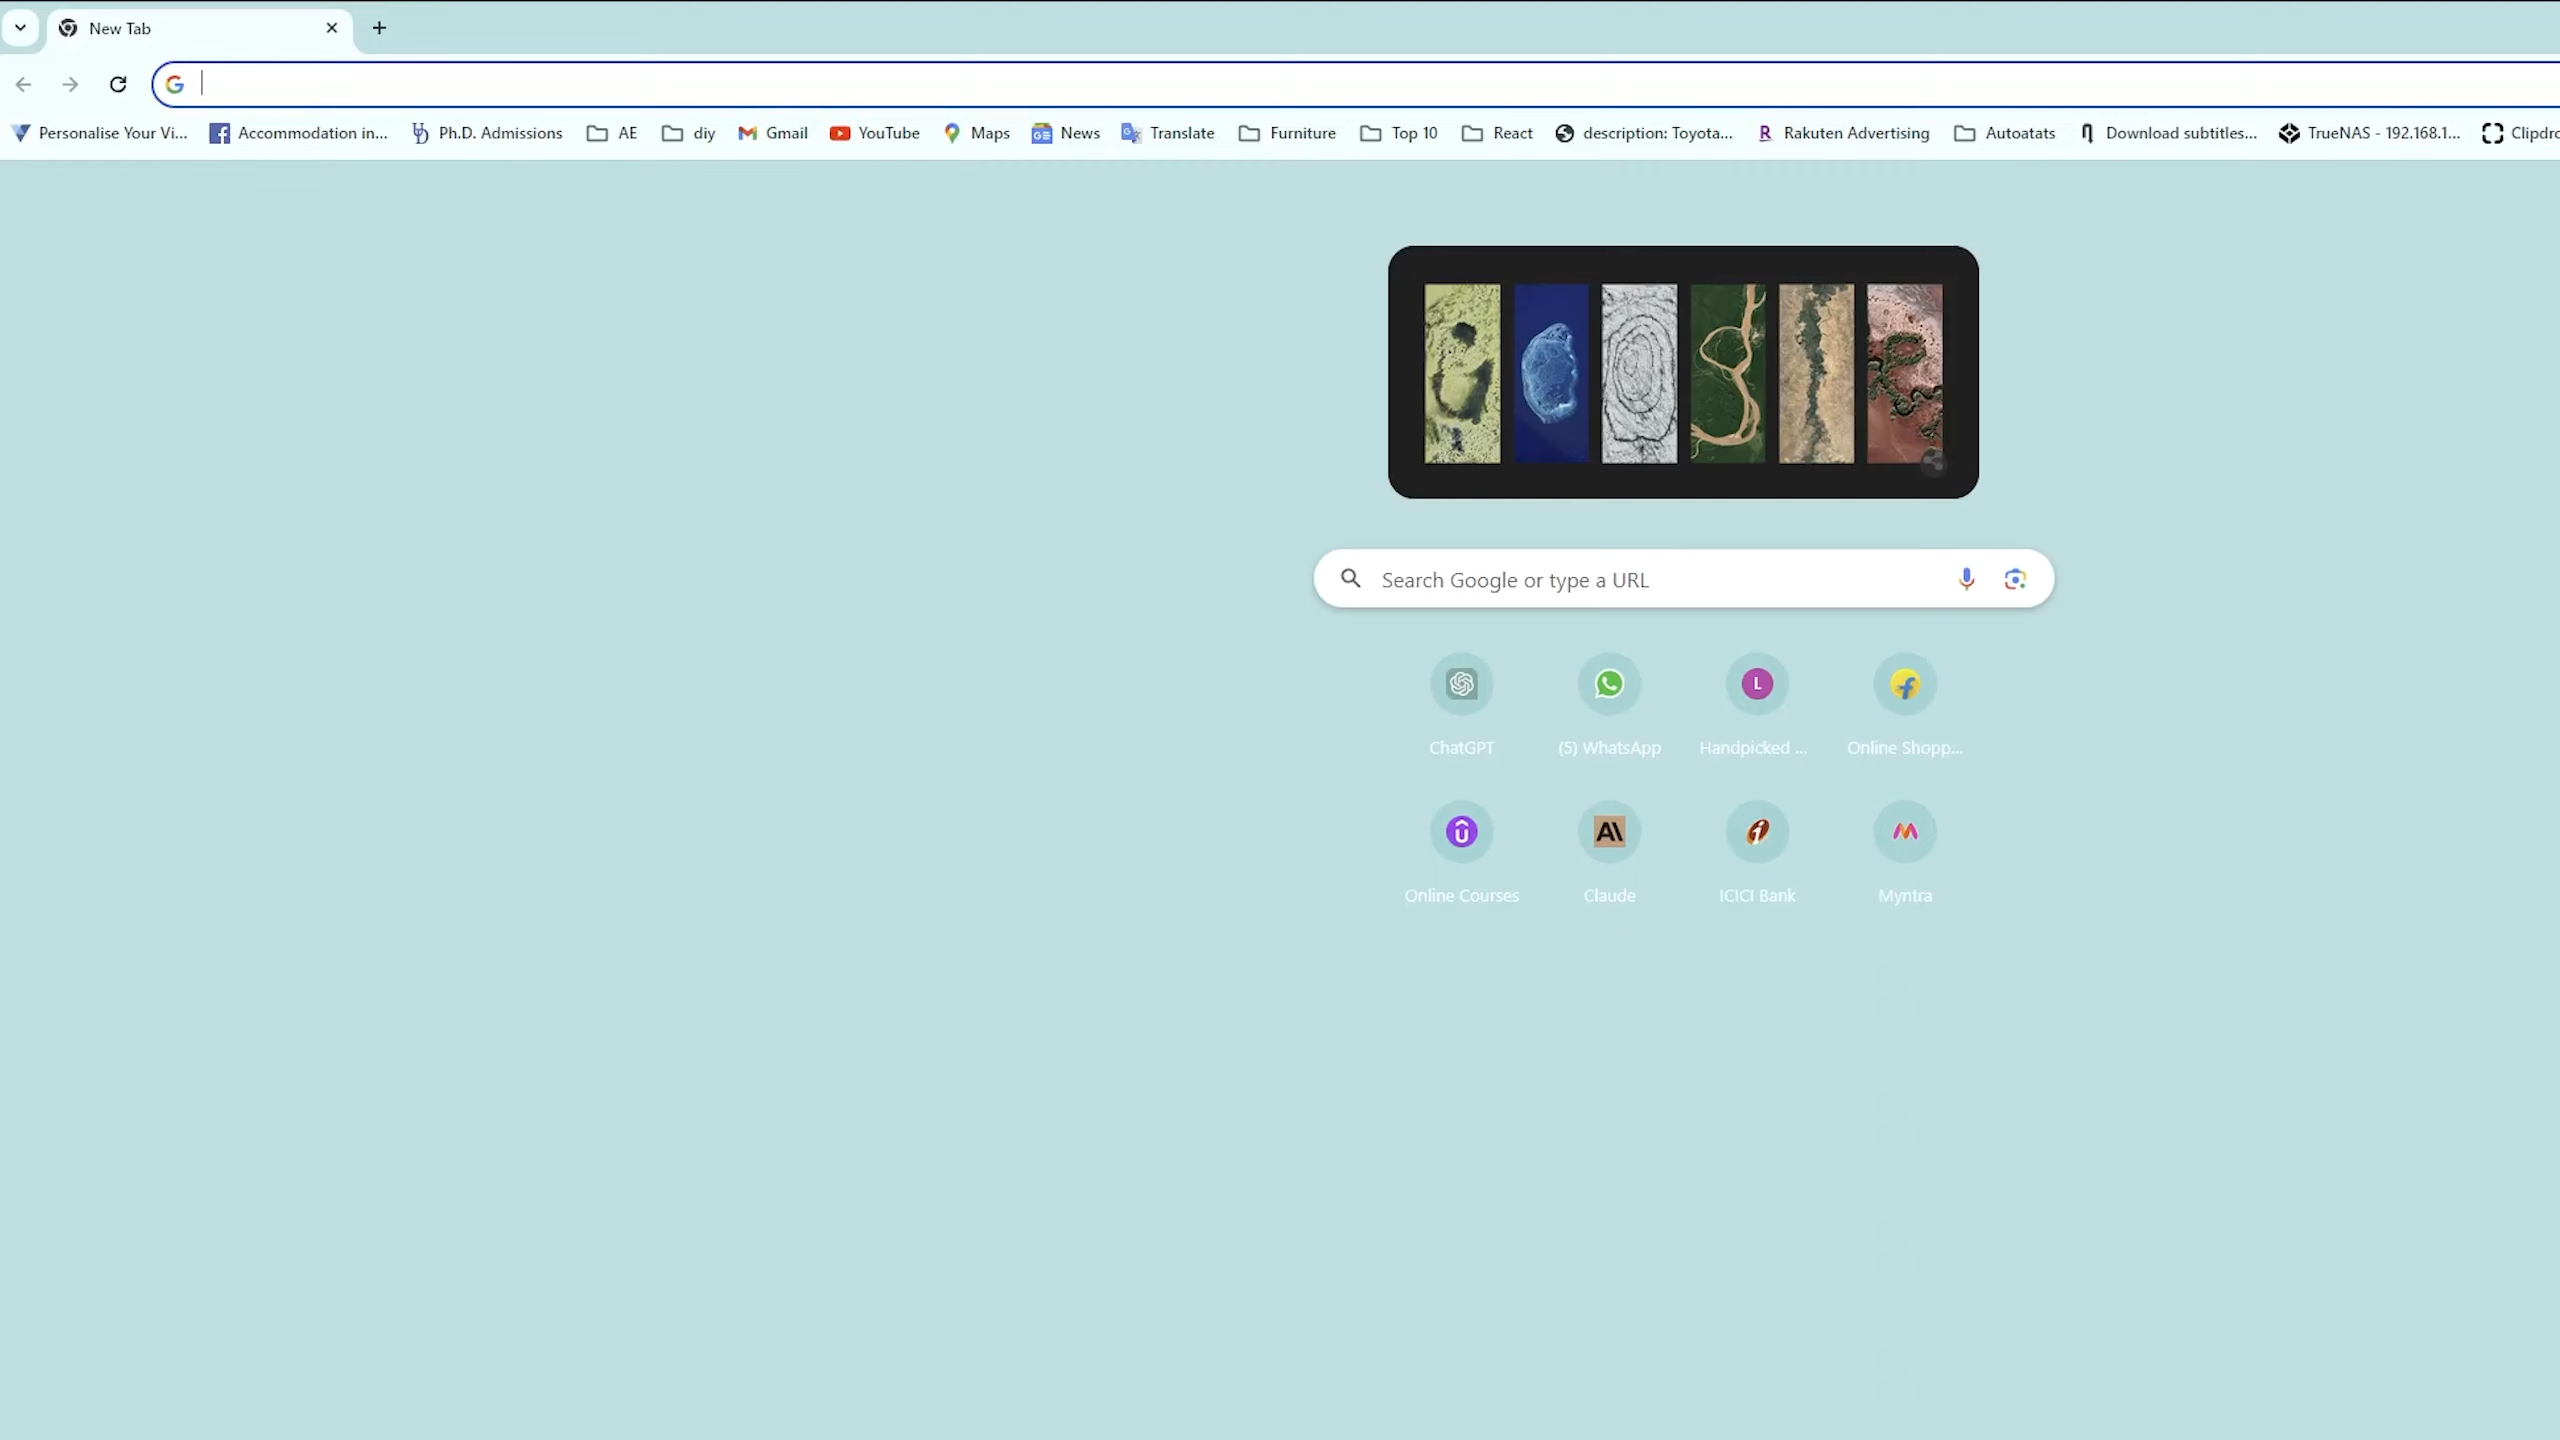 New Tab
Personalise Your Vi... Accommodation in... Ph.D. Admissions AE diy Gmail YouTube Maps News Translate Furniture Top 10 React description: Toyota... Rakuten Advertising Autoatats Download subtitles... TrueNAS - 192.168.1... Clipdro
Search Google or type a URL
ChatGPT (5) WhatsApp Handpicked ... Online Shopp...
Online Courses Claude ICICI Bank Myntra